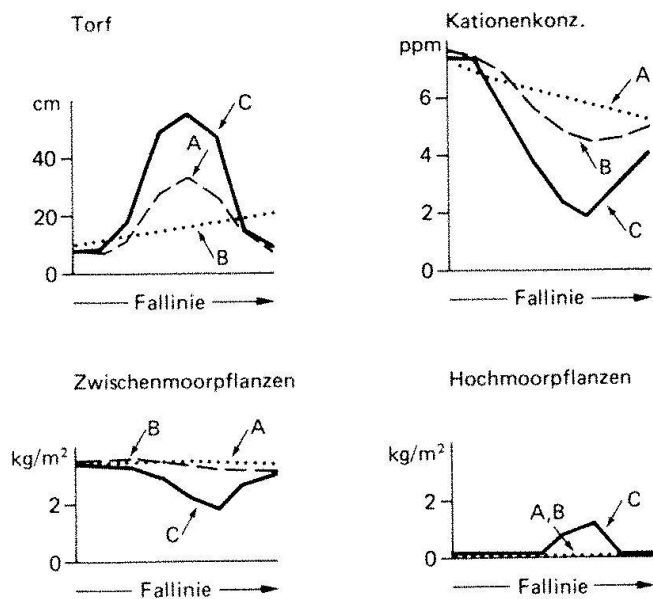 Torf
cm
40
20
0
C
A
B
Fallinie
Kationenkonz.
ppm
6
4
2
0
A
B
C
Fallinie
Zwischenmoorpflanzen
kg/m²
2
0
B
A
C
Fallinie
Hochmoorpflanzen
kg/m²
2
0
A,B
C
Fallinie